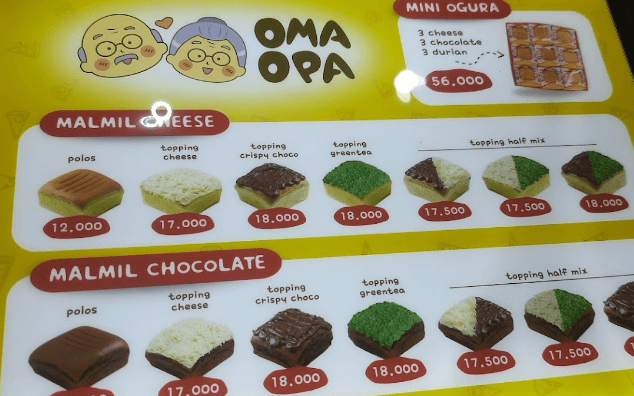 OMA
OPA
MINI OGURA
3 cheese
3 chocolate
3 durian
56.000
MALMIL CHEESE
polos
topping
cheese
topping
crispy choco
topping
greentea
topping half mix
12.000
17.000
18.000
18.000
17.500
17.500
18.000
MALMIL CHOCOLATE
polos
topping
cheese
topping
crispy choco
topping
greentea
topping half mix
17.000
18.000
18.000
17.500
17.500